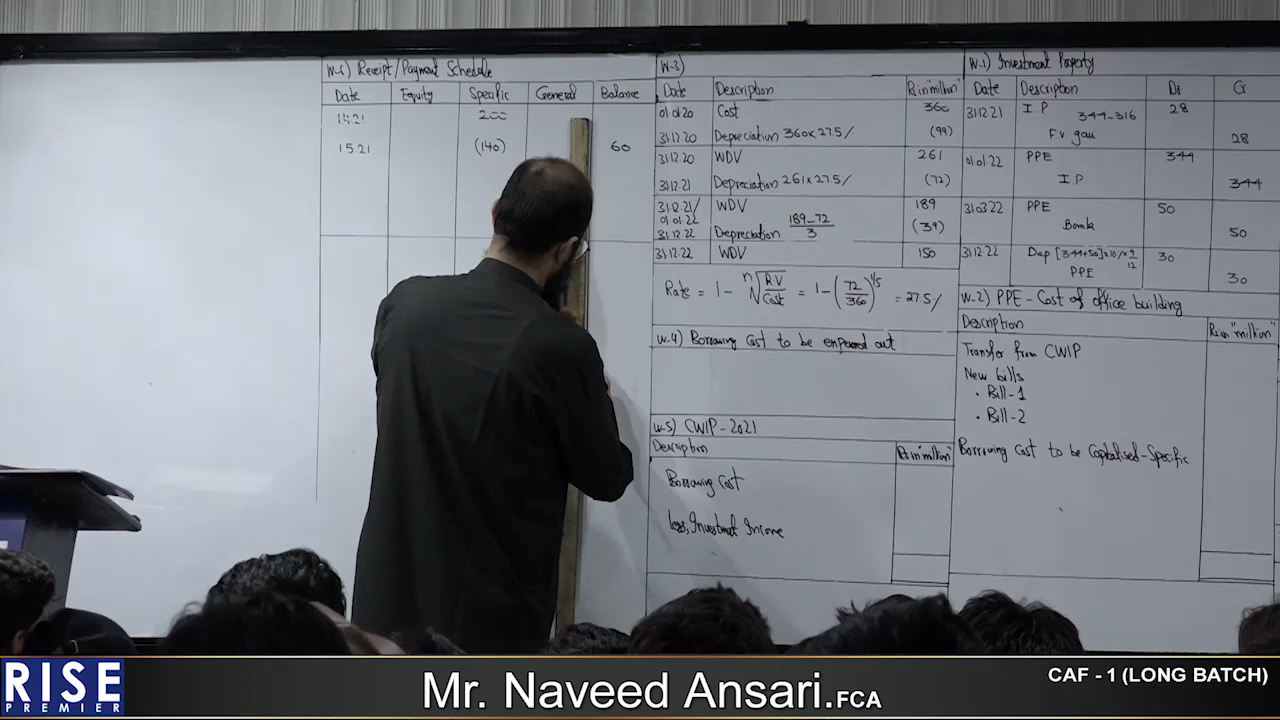 W-6) Receipt/Payment Schedule
Date Equity Specific General Balance
1.4.21 200
1.5.21 (140) 60
W-3)
Date Description Rs in "million"
01.01.20 Cost 360
31.12.20 Depreciation 360x27.5% (99)
31.12.20 WDV 261
31.12.21 Depreciation 261x27.5% (72)
31.12.21/ WDV 189
01.01.22
31.12.22 Depreciation 189-72/3 (39)
31.12.22 WDV 150
Rate = 1 - n√RV/Cost = 1-(72/360)^1/5 = 27.5%
W-4) Borrowing Cost to be expensed out
W-5) CWIP - 2021
Description Rs in "million"
Borrowing Cost
Less; Investment Income
W-1) Investment Property
Date Description Dr Cr
31.12.21 I.P 344-316 28
FV gain 28
01.01.22 PPE 344
I.P 344
31.03.22 PPE 50
Bank 50
31.12.22 Dep [344+50]x10%x9/12 30
PPE 30
W-2) PPE - Cost of office building
Description Rs in "million"
Transfer from CWIP
New bills
• Bill-1
• Bill-2
Borrowing Cost to be Capitalised-Specific
RISE
PREMIER
Mr. Naveed Ansari.FCA
CAF - 1 (LONG BATCH)